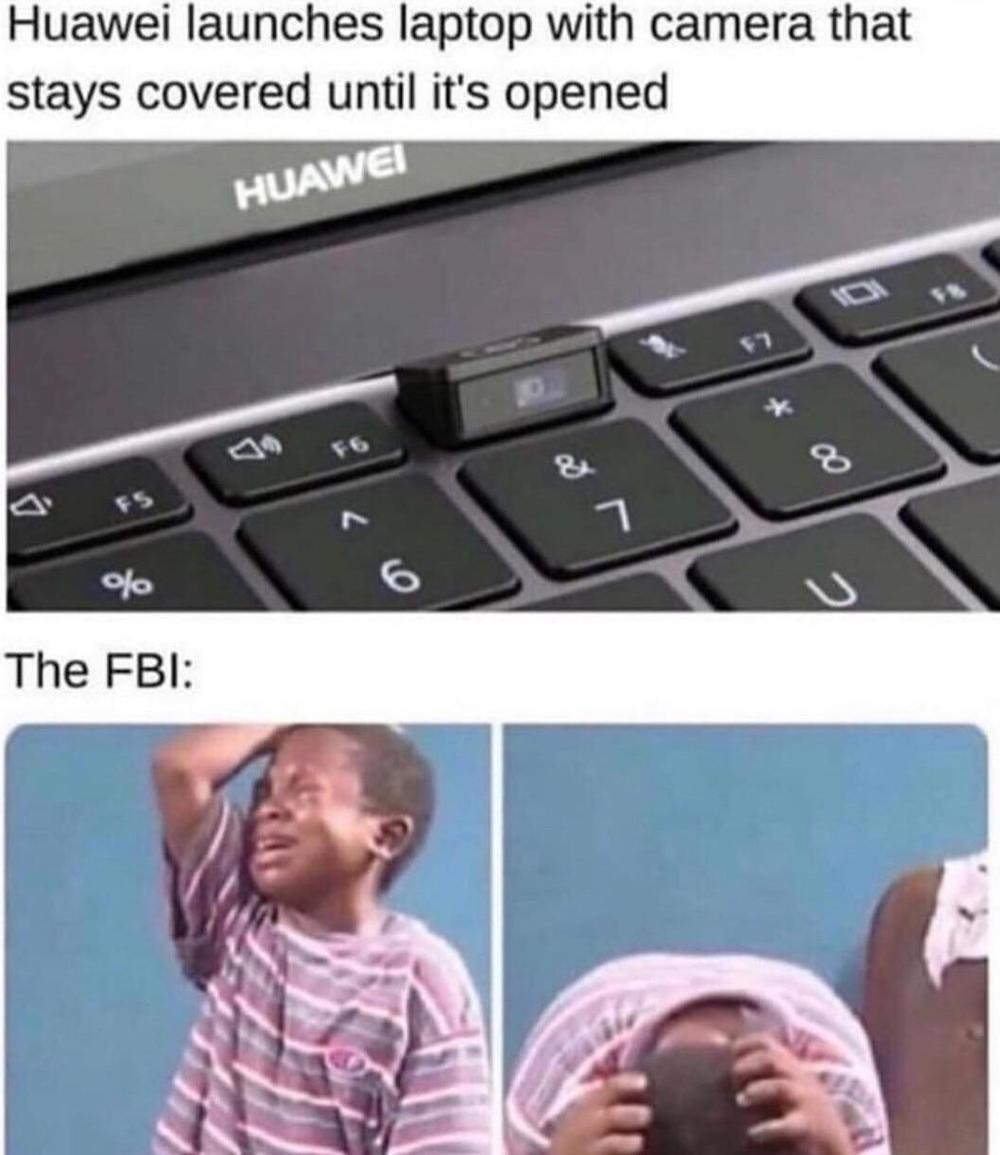 Huawei launches laptop with camera that
stays covered until it's opened
HUAWEI
F5
F6
F7
F8
%
^
6
&
7
*
8
(
U
The FBI: